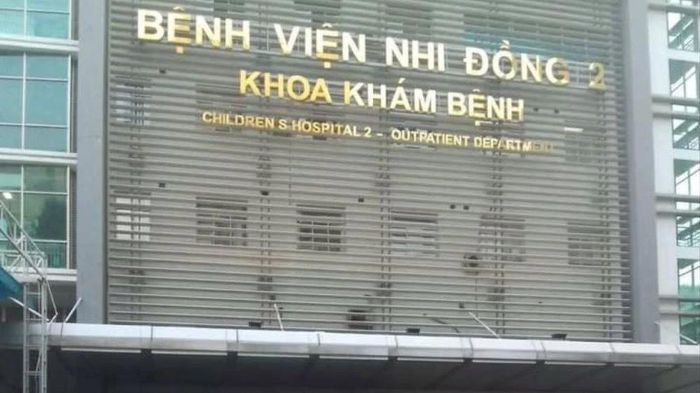 BỆNH VIỆN NHI ĐỒNG 2
KHOA KHÁM BỆNH
CHILDREN S HOSPITAL 2 - OUTPATIENT DEPARTMENT